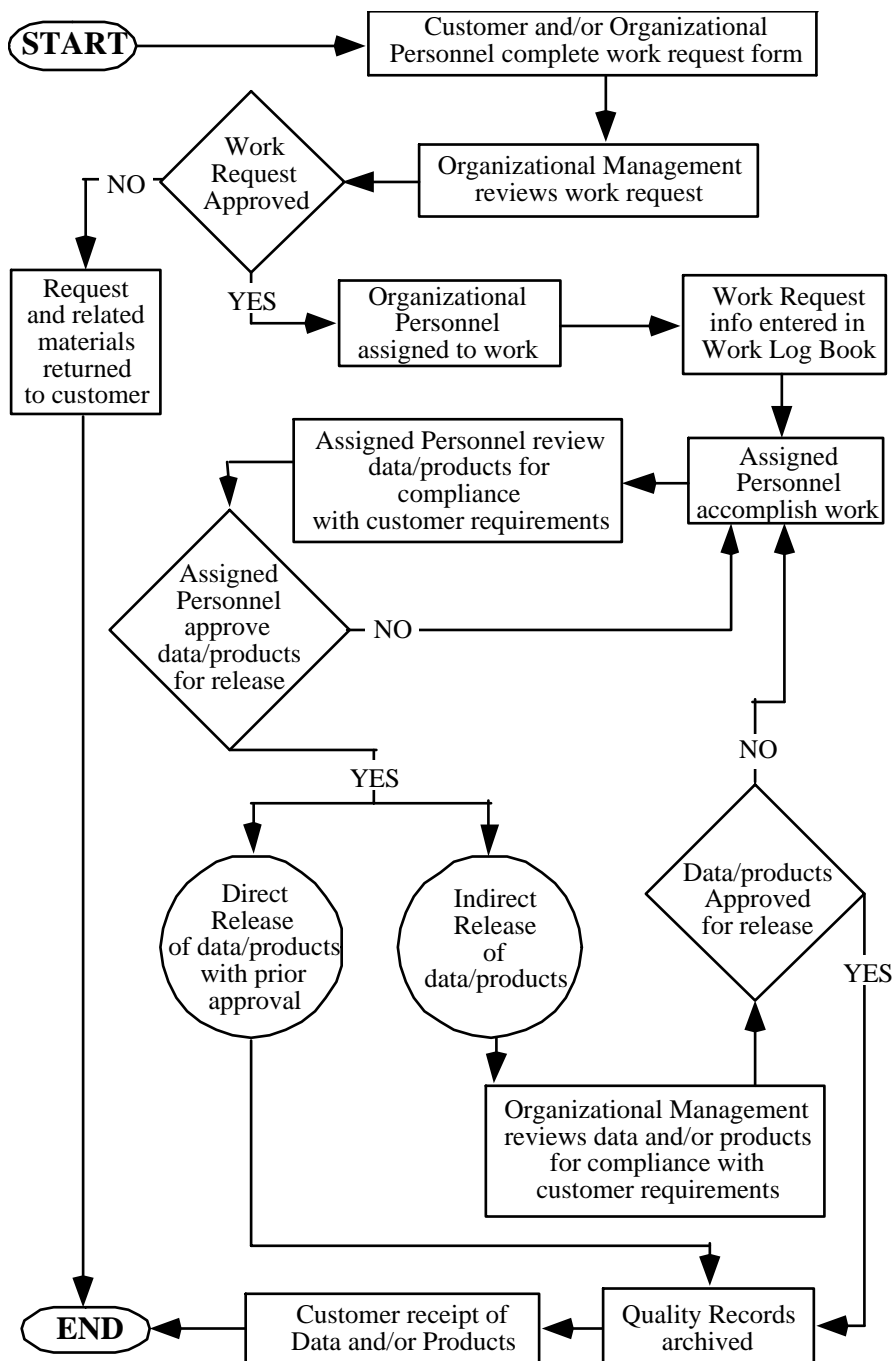 START
Customer and/or Organizational
Personnel complete work request form
Organizational Management
reviews work request
Work
Request
Approved
NO
YES
Request
and related
materials
returned
to customer
Organizational
Personnel
assigned to work
Work Request
info entered in
Work Log Book
Assigned Personnel review
data/products for
compliance
with customer requirements
Assigned
Personnel
accomplish work
Assigned
Personnel
approve
data/products
for release
NO
YES
NO
Direct
Release
of data/products
with prior
approval
Indirect
Release
of
data/products
Data/products
Approved
for release
YES
Organizational Management
reviews data and/or products
for compliance with
customer requirements
END
Customer receipt of
Data and/or Products
Quality Records
archived